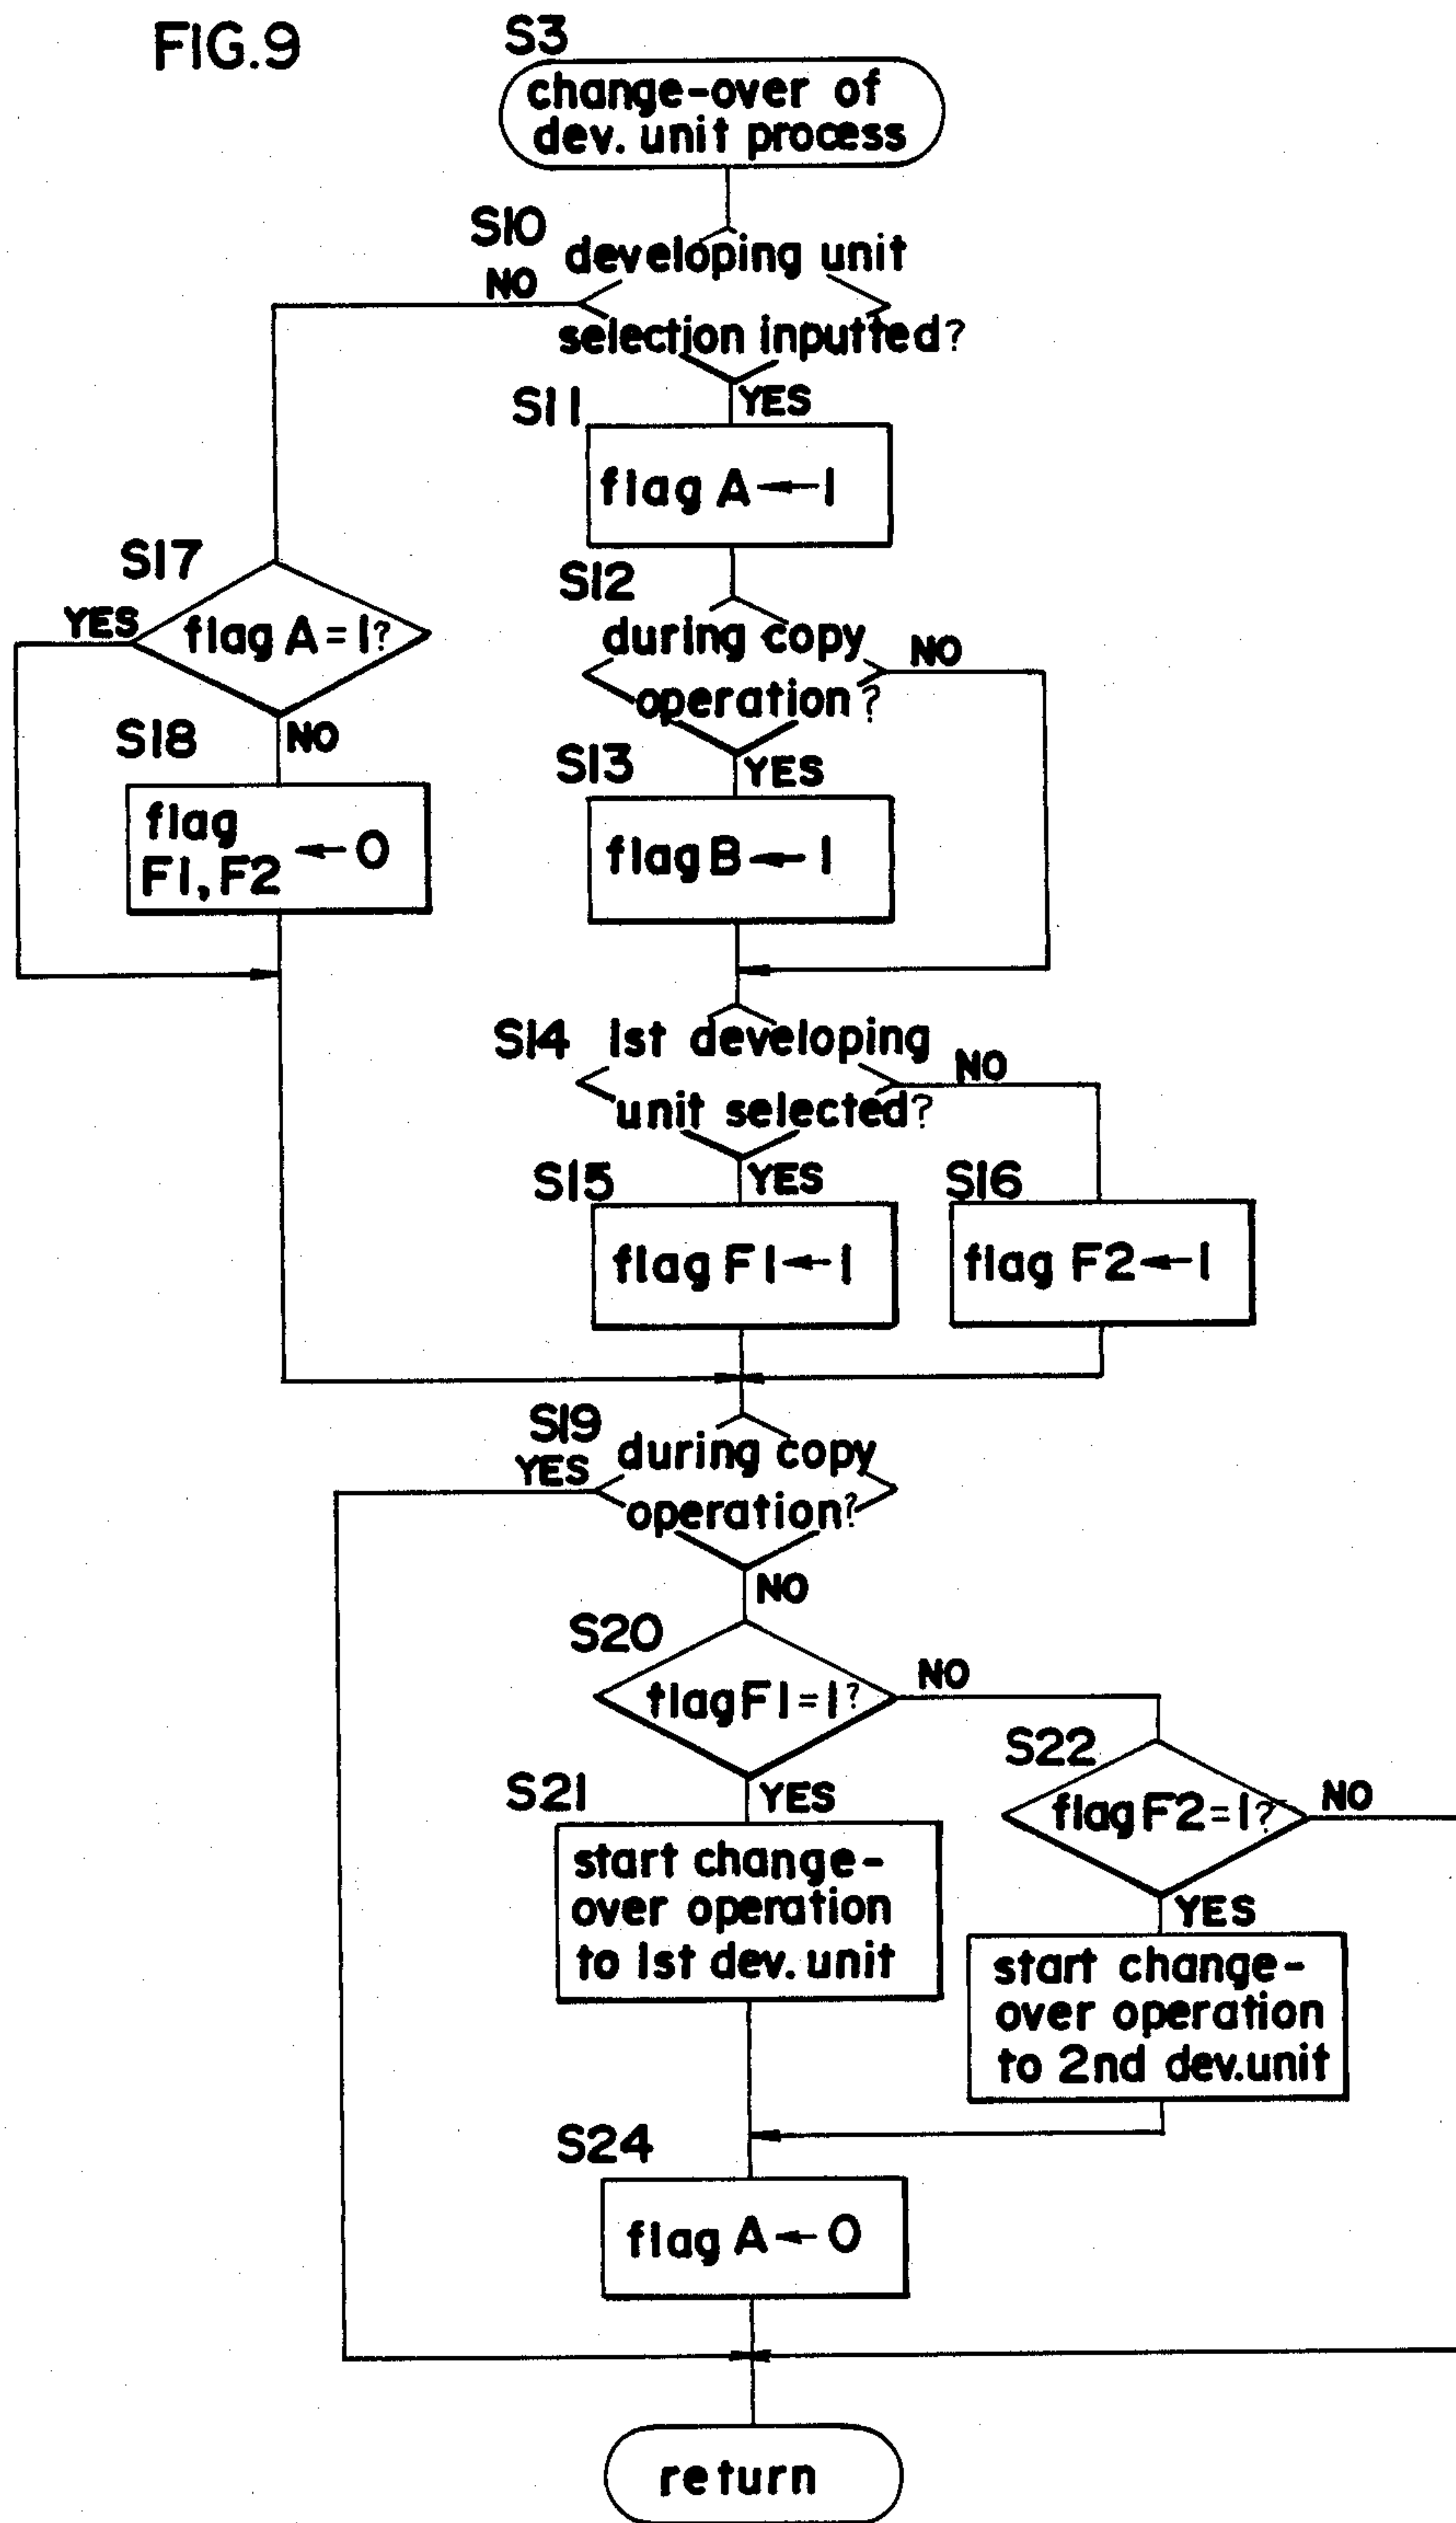 FIG.9
S3
change-over of
dev. unit process
S10
developing unit
selection inputted?
NO
YES
S11
flag A ← 1
S12
during copy
operation?
NO
YES
S13
flag B ← 1
S17
flag A = 1?
YES
NO
S18
flag
F1, F2 ← 0
S14
1st developing
unit selected?
NO
YES
S15
flag F1 ← 1
S16
flag F2 ← 1
S19
during copy
operation?
YES
NO
S20
flag F1 = 1?
NO
YES
S21
start change-
over operation
to 1st dev. unit
S22
flag F2 = 1?
NO
YES
start change-
over operation
to 2nd dev. unit
S24
flag A ← 0
return